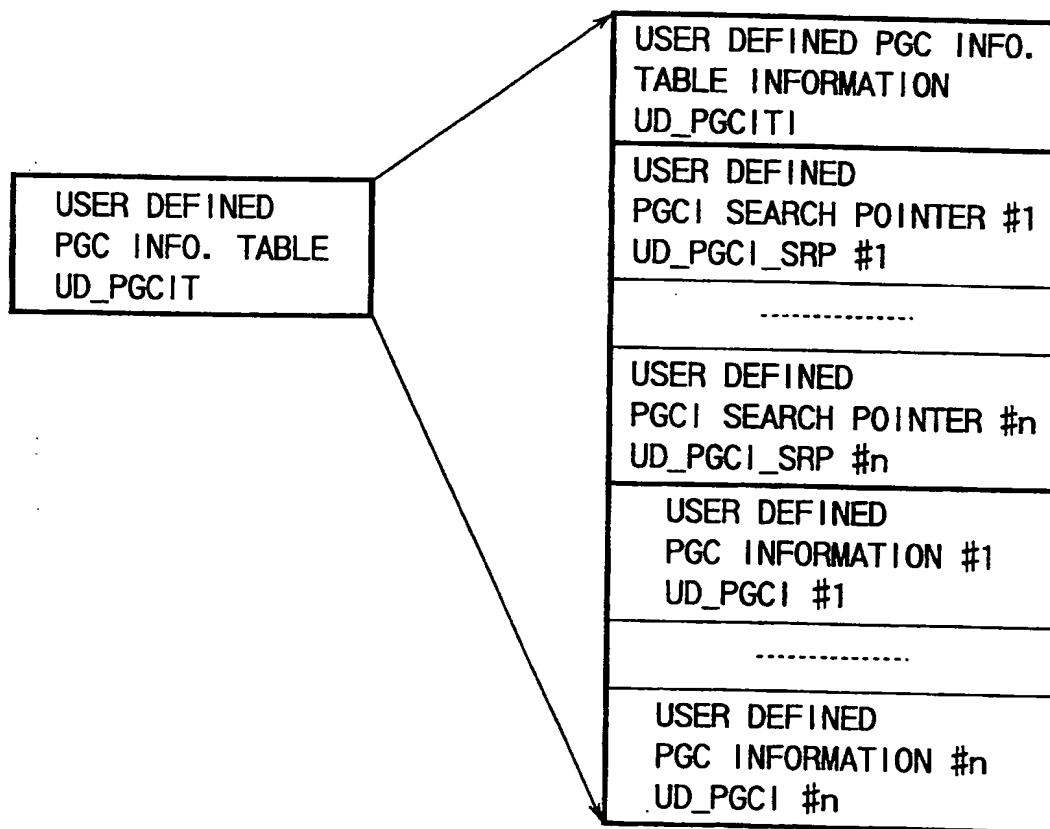 USER DEFINED
PGC INFO. TABLE
UD_PGCIT
USER DEFINED PGC INFO.
TABLE INFORMATION
UD_PGCITI
USER DEFINED
PGCI SEARCH POINTER #1
UD_PGCI_SRP #1
---------------
USER DEFINED
PGCI SEARCH POINTER #n
UD_PGCI_SRP #n
USER DEFINED
PGC INFORMATION #1
UD_PGCI #1
---------------
USER DEFINED
PGC INFORMATION #n
UD_PGCI #n